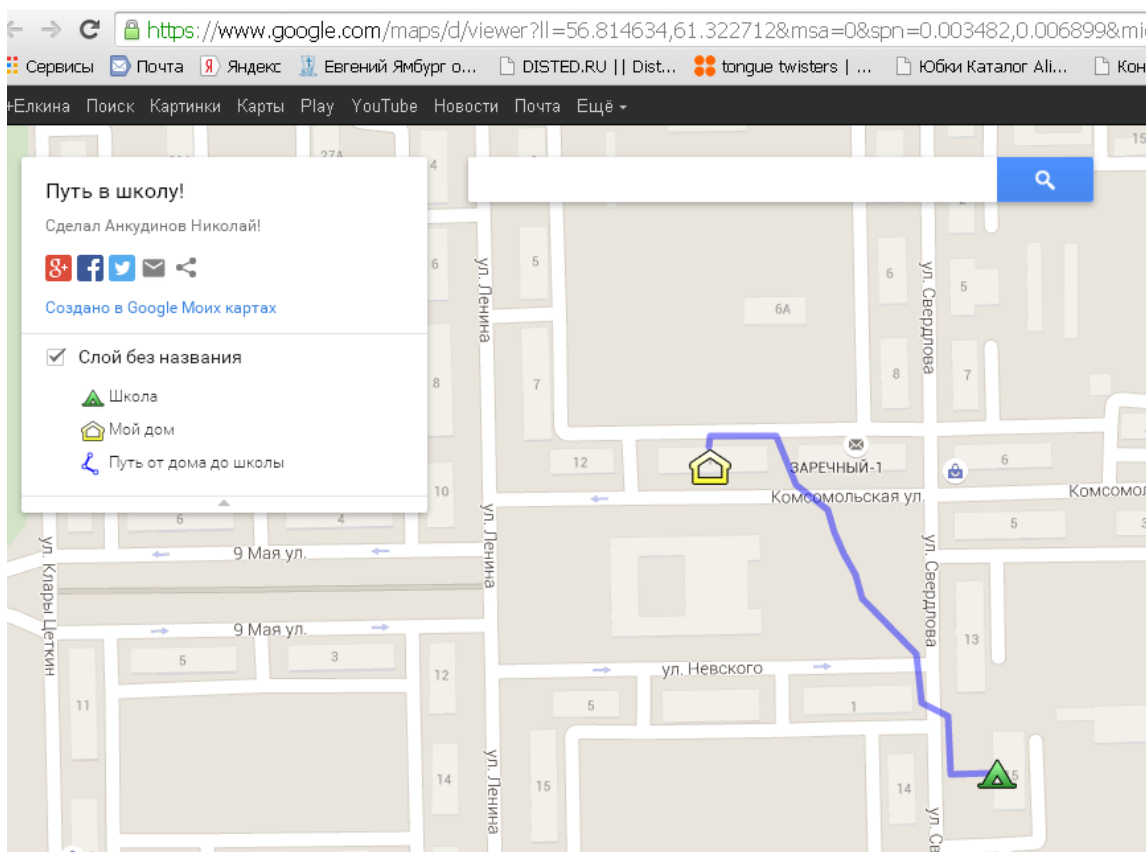 https://www.google.com/maps/d/viewer?ll=56.814634,61.322712&msa=0&spn=0.003482,0.006899&mi
Сервисы Почта Яндекс Евгений Ямбург о... DISTED.RU || Dist... tongue twisters | ... Юбки Каталог Ali... Кон
+Елкина Поиск Картинки Карты Play YouTube Новости Почта Ещё
27А
4
15
Путь в школу!
Сделал Анкудинов Николай!
Создано в Google Моих картах
Слой без названия
Школа
Мой дом
Путь от дома до школы
6
ул. Ленина
5
6
ул. Свердлова
5
6А
8
7
8
7
12
ЗАРЕЧНЫЙ-1
6
10
Комсомольская ул.
Комсомол
6
4
ул. Ленина
5
3
ул. Клары Цеткин
9 Мая ул.
ул. Свердлова
9 Мая ул.
13
5
3
12
ул. Невского
11
5
1
14
ул. Ленина
15
14
15
ул. Св